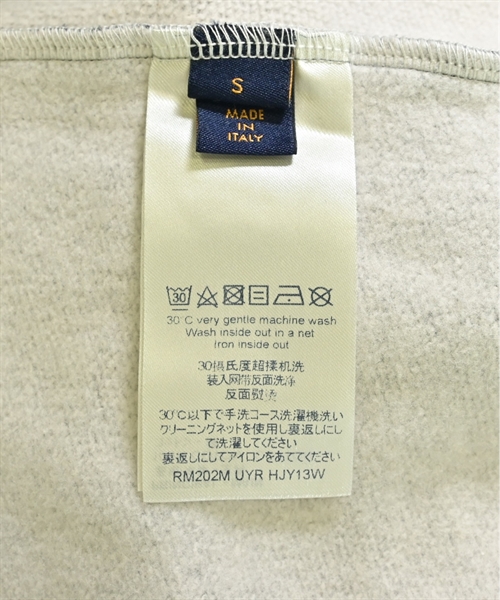 S
MADE
IN
ITALY
30
30°C very gentle machine wash
Wash inside out in a net
Iron inside out
30摄氏度超揉机洗
装入网带反面洗涤
反面熨烫
30℃以下で手洗コース洗濯機洗い
クリーニングネットを使用し裏返しにし
て洗濯してください
裏返しにしてアイロンをあててください
RM202M UYR HJY13W